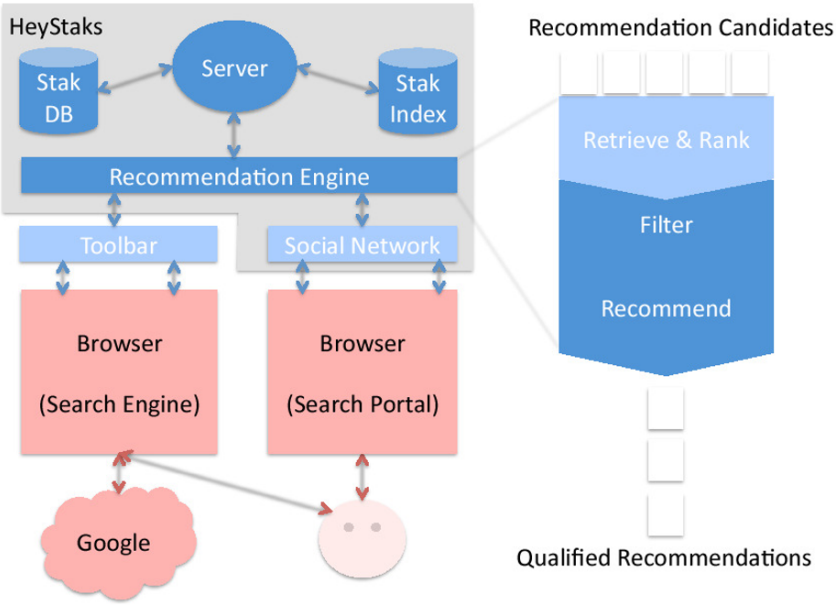 HeyStaks
Recommendation Candidates
Server
Stak
DB
Stak
Index
Retrieve & Rank
Recommendation Engine
Filter
Toolbar
Social Network
Recommend
Browser
(Search Engine)
Browser
(Search Portal)
Google
Qualified Recommendations